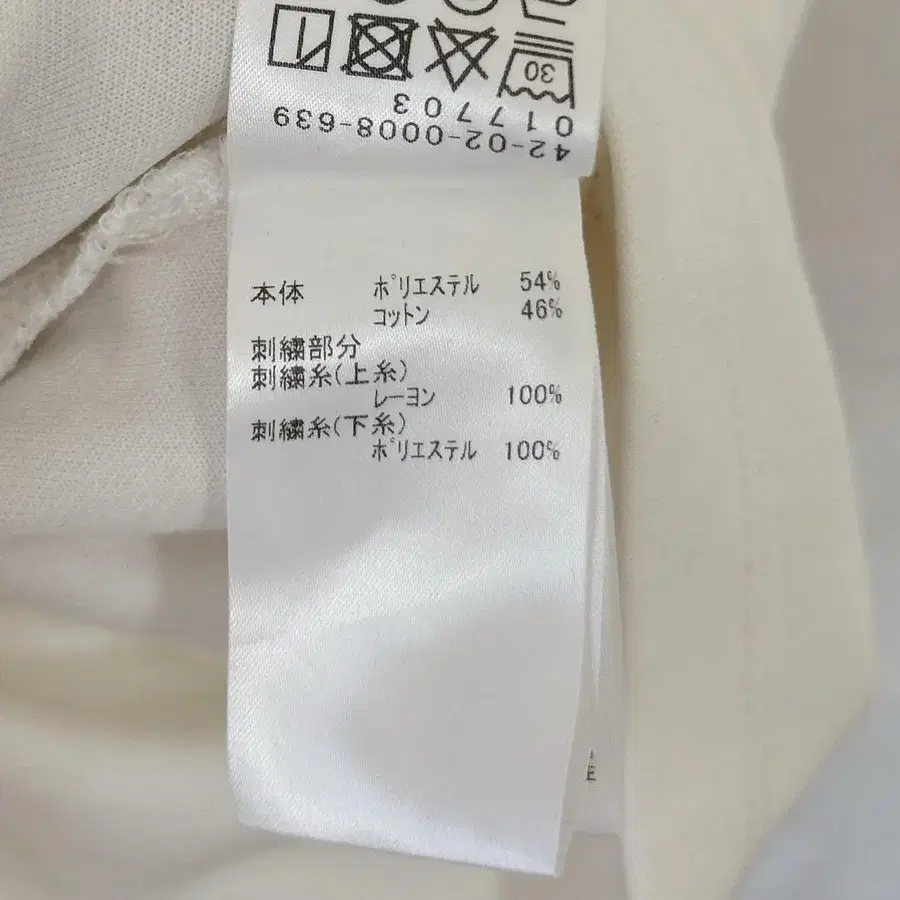 30
017703
42-02-0008-639
本体 ポリエステル 54%
コットン 46%
刺繍部分
刺繍糸(上糸)
レーヨン 100%
刺繍糸(下糸)
ポリエステル 100%